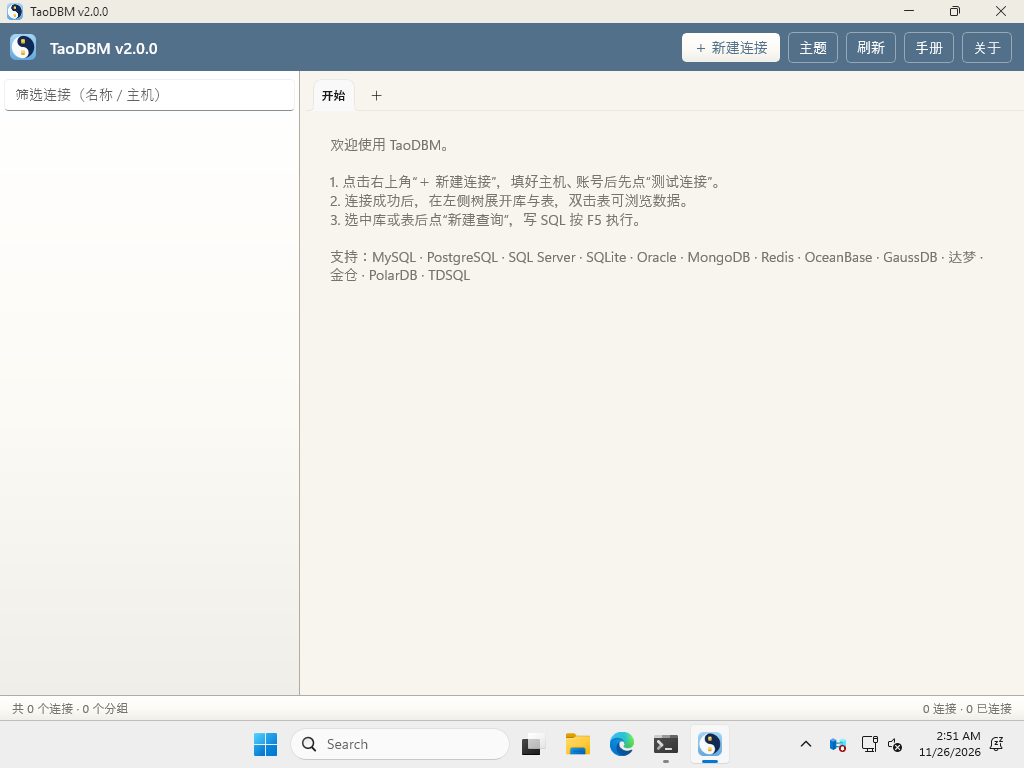 TaoDBM v2.0.0
TaoDBM v2.0.0
＋ 新建连接
主题
刷新
手册
关于
筛选连接（名称 / 主机）
开始
＋
欢迎使用 TaoDBM。
1. 点击右上角“＋ 新建连接”，填好主机、账号后先点“测试连接”。
2. 连接成功后，在左侧树展开库与表，双击表可浏览数据。
3. 选中库或表后点“新建查询”，写 SQL 按 F5 执行。
支持：MySQL · PostgreSQL · SQL Server · SQLite · Oracle · MongoDB · Redis · OceanBase · GaussDB · 达梦 ·
金仓 · PolarDB · TDSQL
共 0 个连接 · 0 个分组
0 连接 · 0 已连接
Search
2:51 AM
11/26/2026